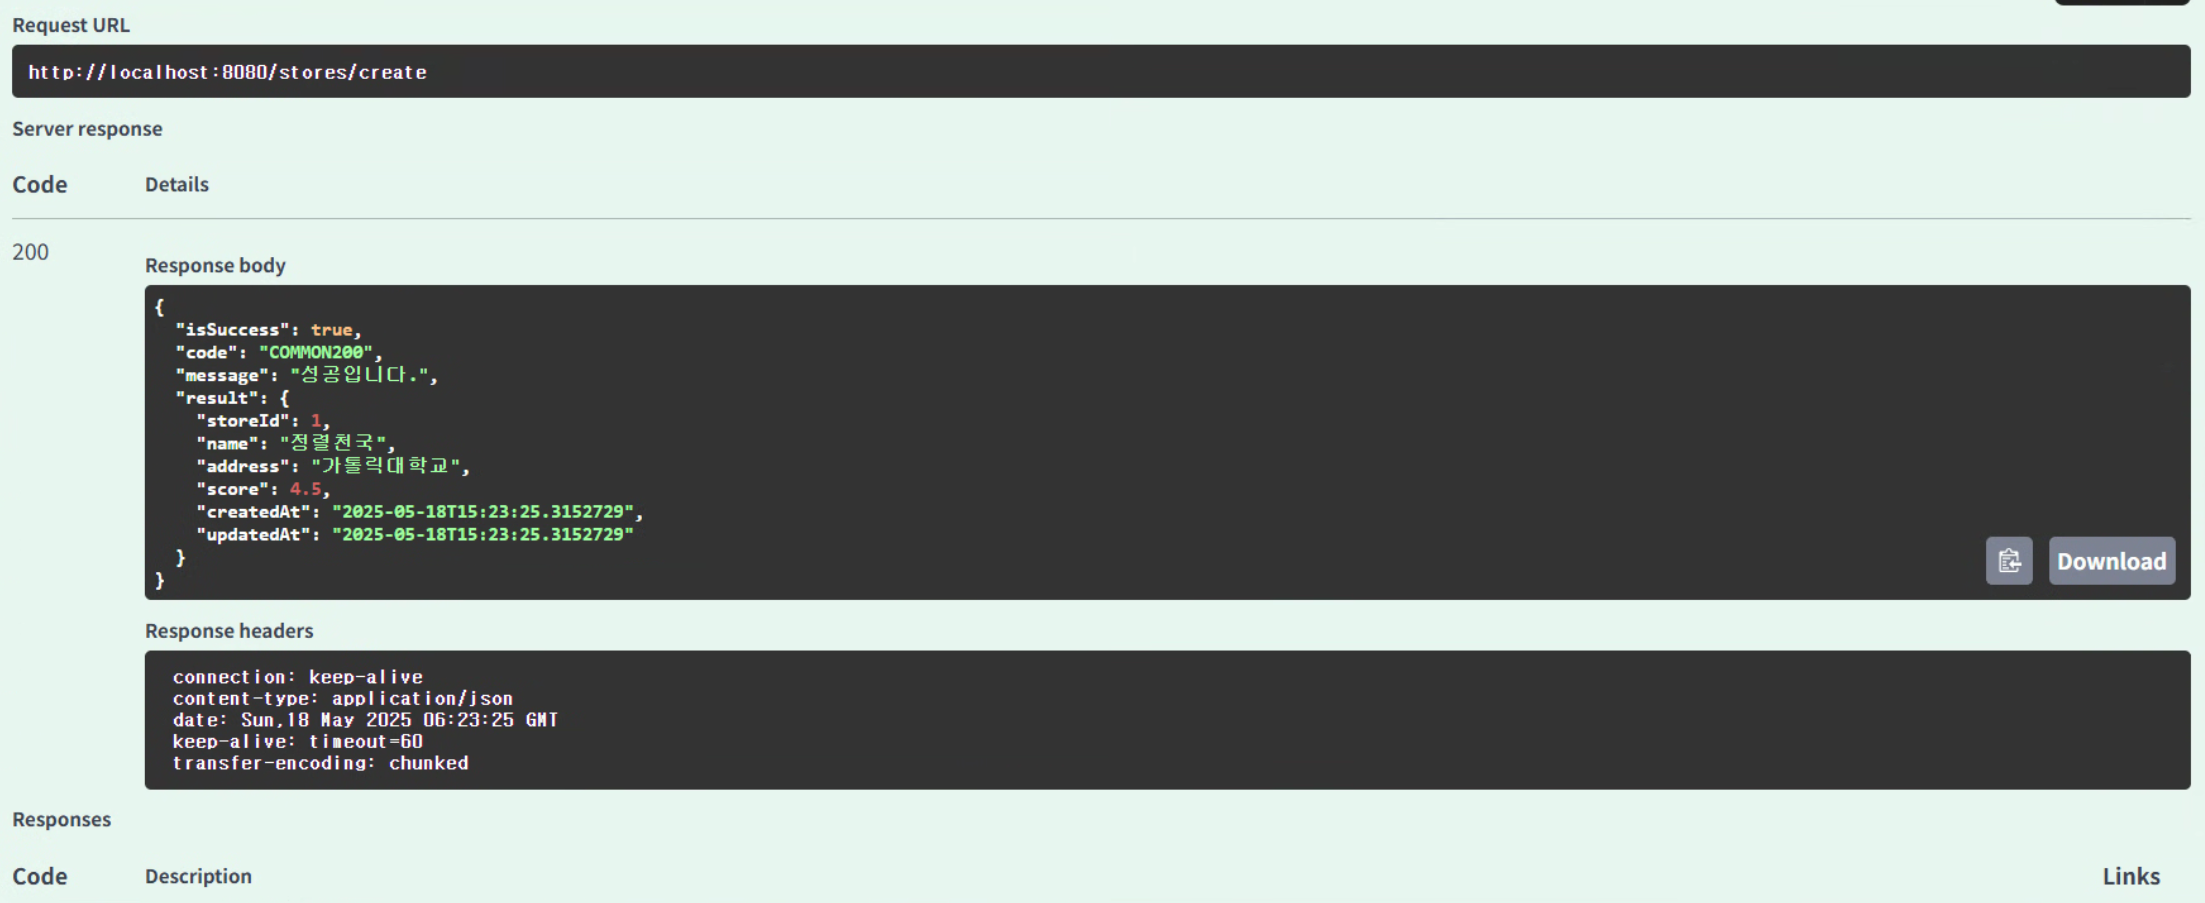 Request URL
http://localhost:8080/stores/create
Server response
Code Details
200
Response body
{
"isSuccess": true,
"code": "COMMON200",
"message": "성공입니다.",
"result": {
"storeId": 1,
"name": "정렬천국",
"address": "가톨릭대학교",
"score": 4.5,
"createdAt": "2025-05-18T15:23:25.3152729",
"updatedAt": "2025-05-18T15:23:25.3152729"
}
}
Download
Response headers
connection: keep-alive
content-type: application/json
date: Sun,18 May 2025 06:23:25 GMT
keep-alive: timeout=60
transfer-encoding: chunked
Responses
Code Description Links